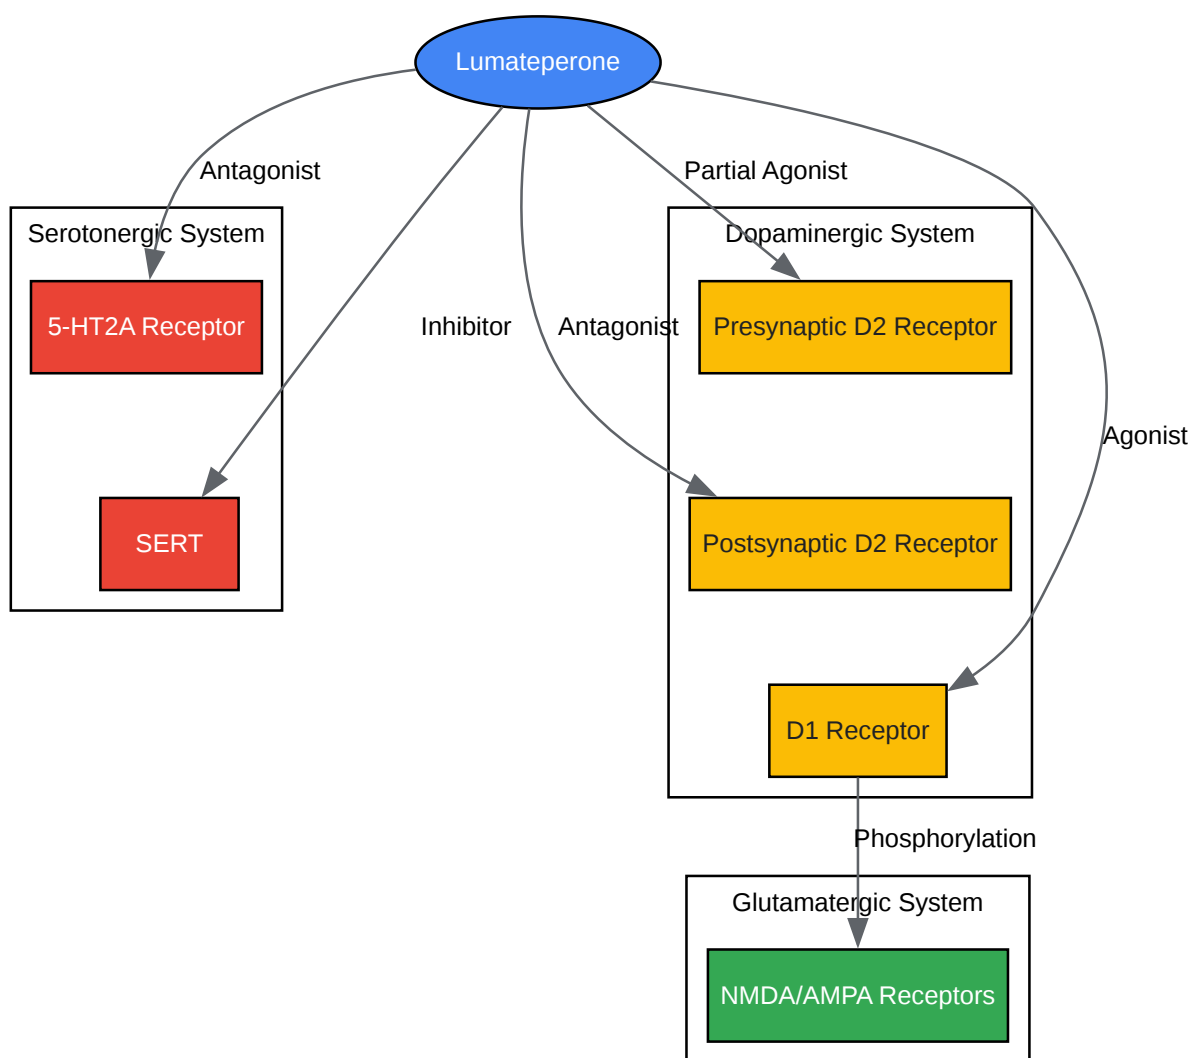 Lumateperone
Antagonist
Partial Agonist
Serotonergic System
Dopaminergic System
5-HT2A Receptor
Inhibitor
Antagonist
Presynaptic D2 Receptor
Agonist
SERT
Postsynaptic D2 Receptor
D1 Receptor
Phosphorylation
Glutamatergic System
NMDA/AMPA Receptors